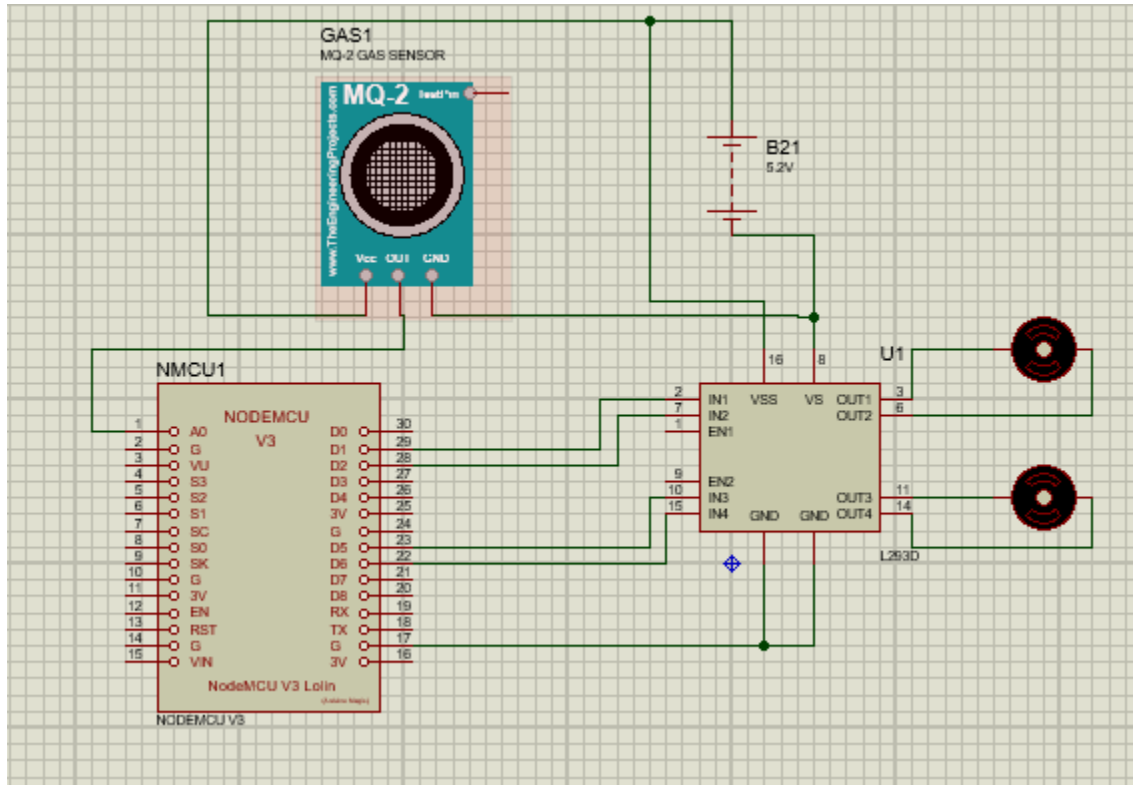 GAS1
MQ-2 GAS SENSOR
MQ-2
www.TheEngineeringProjects.com
Vcc OUT GND
B21
5.2V
NMCU1
NODEMCU
V3
1 A0 D0 30
2 G D1 29
3 VU D2 28
4 S3 D3 27
5 S2 D4 26
6 S1 3V 25
7 SC G 24
8 S0 D5 23
9 SK D6 22
10 G D7 21
11 3V D8 20
12 EN RX 19
13 RST TX 18
14 G G 17
15 VIN 3V 16
NodeMCU V3 Lolin
NODEMCU V3
U1
16 8
2 IN1 VSS VS OUT1 3
7 IN2 OUT2 6
1 EN1
9 EN2
10 IN3 OUT3 11
15 IN4 GND GND OUT4 14
L293D